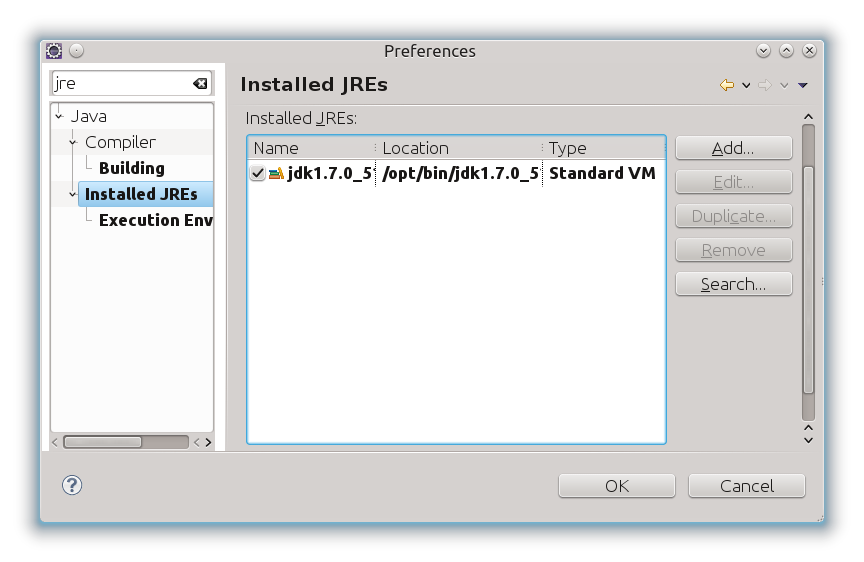 Preferences
jre
Installed JREs
Java
Compiler
Building
Installed JREs
Execution Env
Installed JREs:
Name Location Type
jdk1.7.0_5 /opt/bin/jdk1.7.0_5 Standard VM
Add...
Edit...
Duplicate...
Remove
Search...
?
OK Cancel